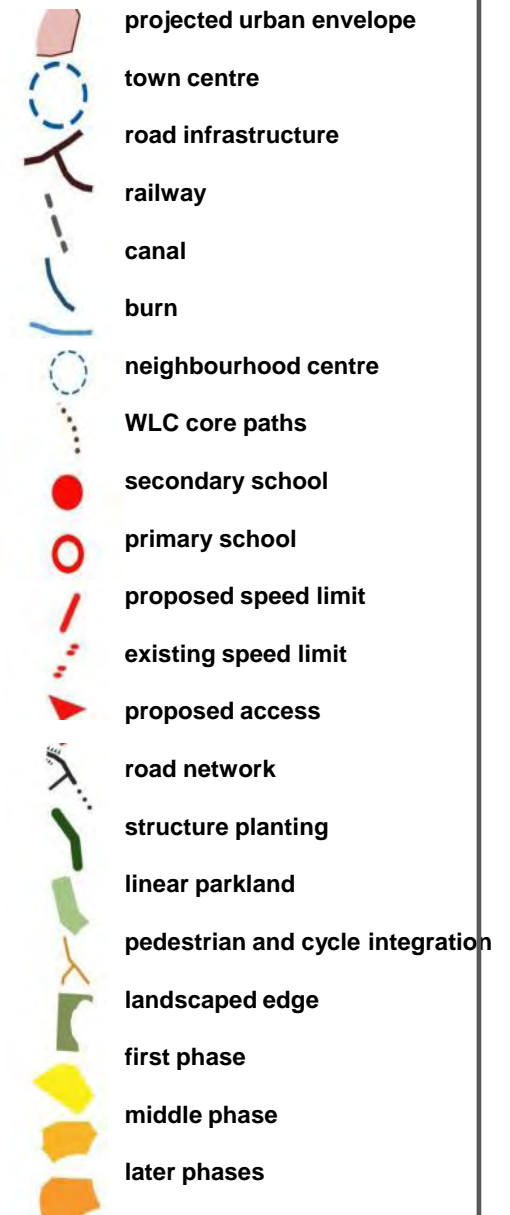 projected urban envelope
town centre
road infrastructure
railway
canal
burn
neighbourhood centre
WLC core paths
secondary school
primary school
proposed speed limit
existing speed limit
proposed access
road network
structure planting
linear parkland
pedestrian and cycle integration
landscaped edge
first phase
middle phase
later phases